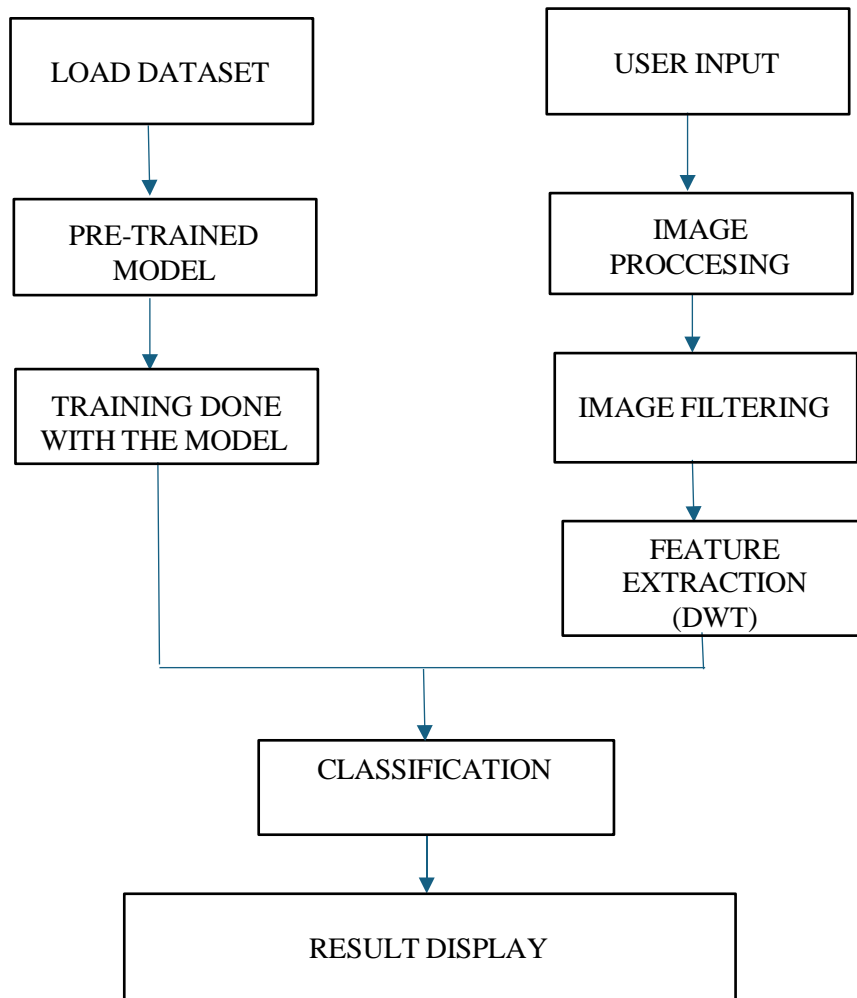 LOAD DATASET
USER INPUT
PRE-TRAINED
MODEL
IMAGE
PROCCESING
TRAINING DONE
WITH THE MODEL
IMAGE FILTERING
FEATURE
EXTRACTION
(DWT)
CLASSIFICATION
RESULT DISPLAY